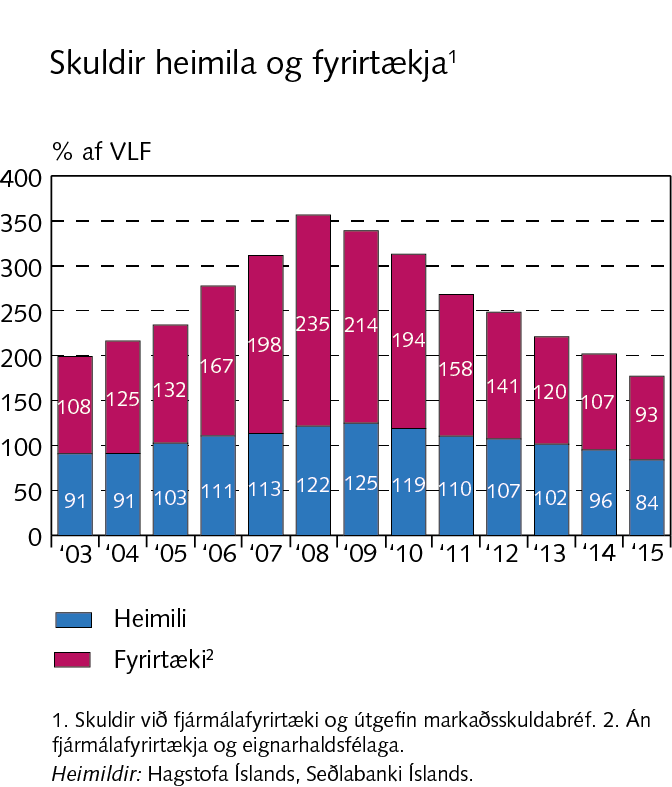 Skuldir heimila og fyrirtækja¹
% af VLF
400
350
300
250
200
150
100
50
0
108 125 132 167 198 235 214 194 158 141 120 107 93
91 91 103 111 113 122 125 119 110 107 102 96 84
‘03 ‘04 ‘05 ‘06 ‘07 ‘08 ‘09 ‘10 ‘11 ‘12 ‘13 ‘14 ‘15
Heimili
Fyrirtæki²
1. Skuldir við fjármálafyrirtæki og útgefin markaðsskuldabréf. 2. Án
fjármálafyrirtækja og eignarhaldsfélaga.
Heimildir: Hagstofa Íslands, Seðlabanki Íslands.